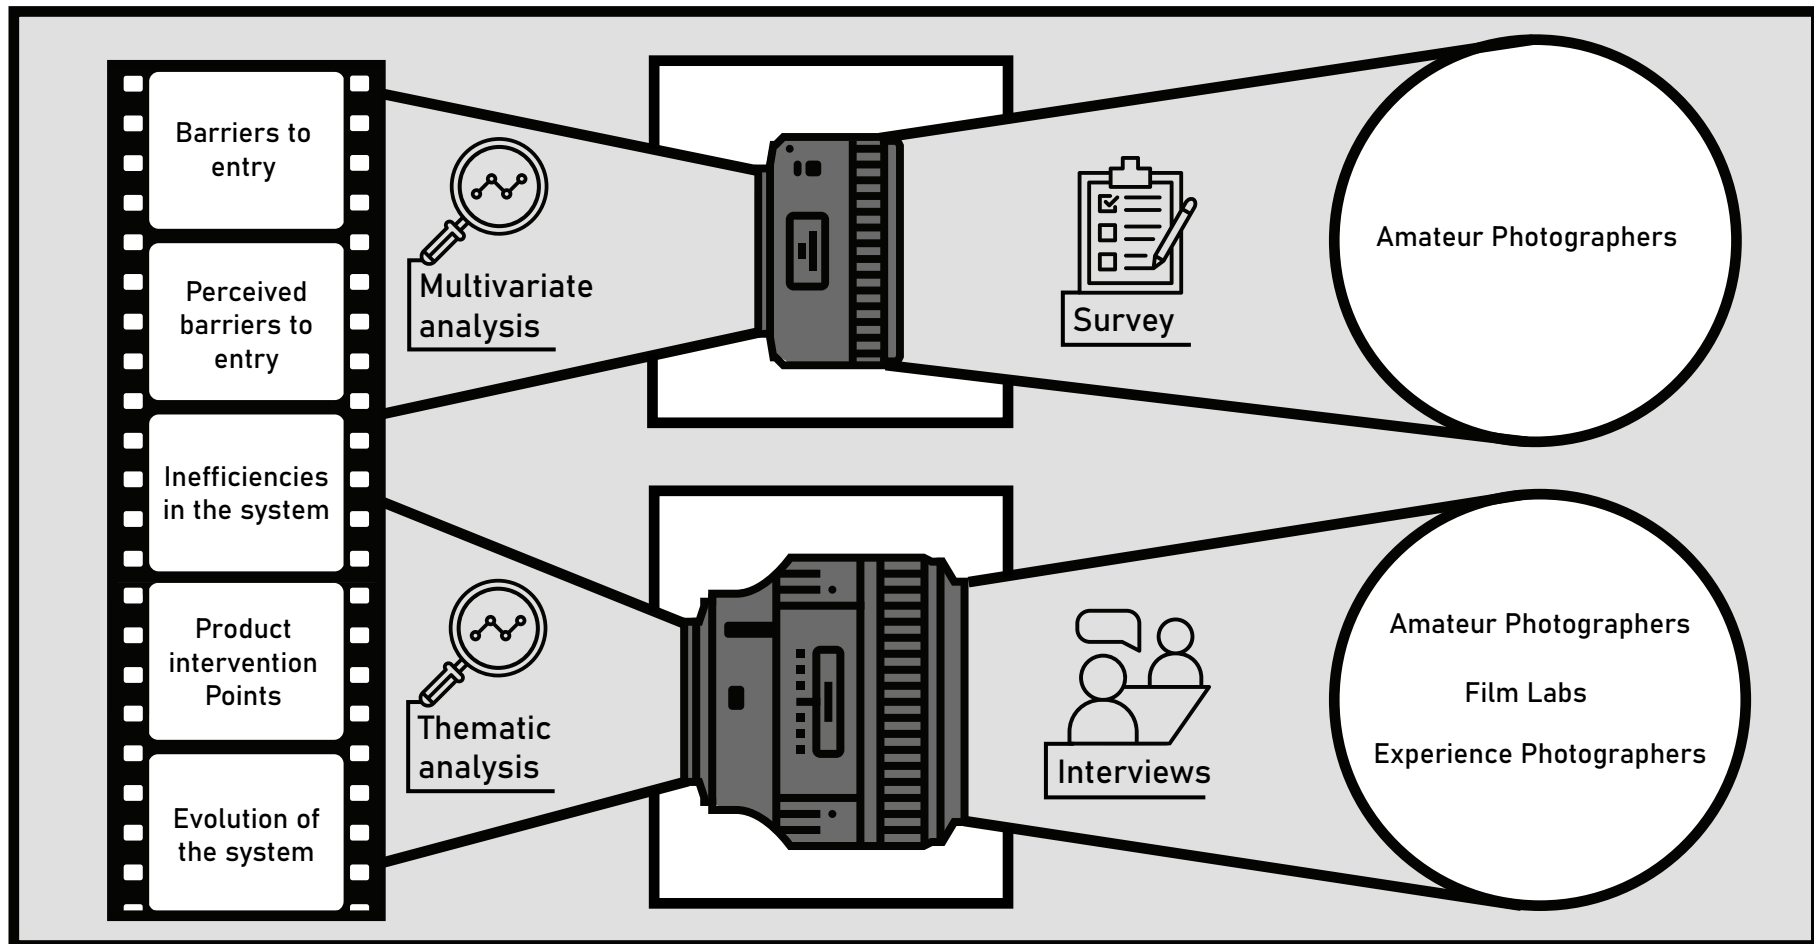 Barriers to
entry
Perceived
barriers to
entry
Inefficiencies
in the system
Product
intervention
Points
Evolution of
the system
Multivariate
analysis
Thematic
analysis
Survey
Interviews
Amateur Photographers
Amateur Photographers
Film Labs
Experience Photographers